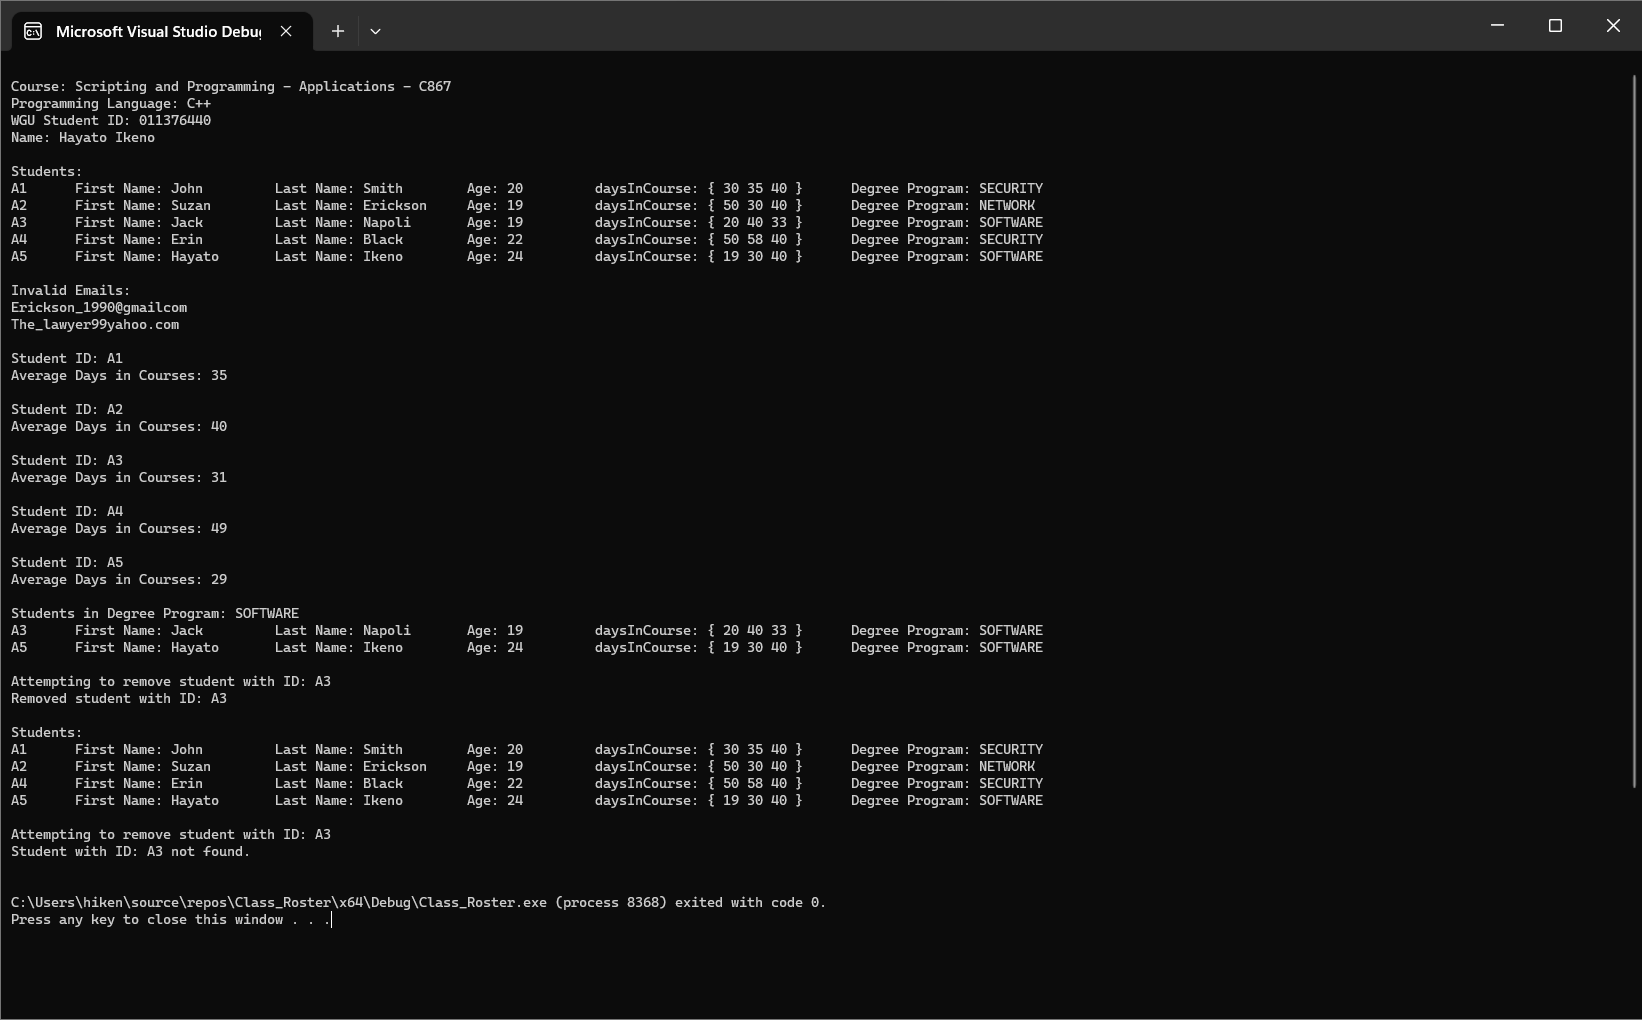 Microsoft Visual Studio Debu
Course: Scripting and Programming - Applications - C867
Programming Language: C++
WGU Student ID: 011376440
Name: Hayato Ikeno
Students:
A1 First Name: John Last Name: Smith Age: 20 daysInCourse: { 30 35 40 } Degree Program: SECURITY
A2 First Name: Suzan Last Name: Erickson Age: 19 daysInCourse: { 50 30 40 } Degree Program: NETWORK
A3 First Name: Jack Last Name: Napoli Age: 19 daysInCourse: { 20 40 33 } Degree Program: SOFTWARE
A4 First Name: Erin Last Name: Black Age: 22 daysInCourse: { 50 58 40 } Degree Program: SECURITY
A5 First Name: Hayato Last Name: Ikeno Age: 24 daysInCourse: { 19 30 40 } Degree Program: SOFTWARE
Invalid Emails:
Erickson_1990@gmailcom
The_lawyer99yahoo.com
Student ID: A1
Average Days in Courses: 35
Student ID: A2
Average Days in Courses: 40
Student ID: A3
Average Days in Courses: 31
Student ID: A4
Average Days in Courses: 49
Student ID: A5
Average Days in Courses: 29
Students in Degree Program: SOFTWARE
A3 First Name: Jack Last Name: Napoli Age: 19 daysInCourse: { 20 40 33 } Degree Program: SOFTWARE
A5 First Name: Hayato Last Name: Ikeno Age: 24 daysInCourse: { 19 30 40 } Degree Program: SOFTWARE
Attempting to remove student with ID: A3
Removed student with ID: A3
Students:
A1 First Name: John Last Name: Smith Age: 20 daysInCourse: { 30 35 40 } Degree Program: SECURITY
A2 First Name: Suzan Last Name: Erickson Age: 19 daysInCourse: { 50 30 40 } Degree Program: NETWORK
A4 First Name: Erin Last Name: Black Age: 22 daysInCourse: { 50 58 40 } Degree Program: SECURITY
A5 First Name: Hayato Last Name: Ikeno Age: 24 daysInCourse: { 19 30 40 } Degree Program: SOFTWARE
Attempting to remove student with ID: A3
Student with ID: A3 not found.
C:\Users\hiken\source\repos\Class_Roster\x64\Debug\Class_Roster.exe (process 8368) exited with code 0.
Press any key to close this window . . .